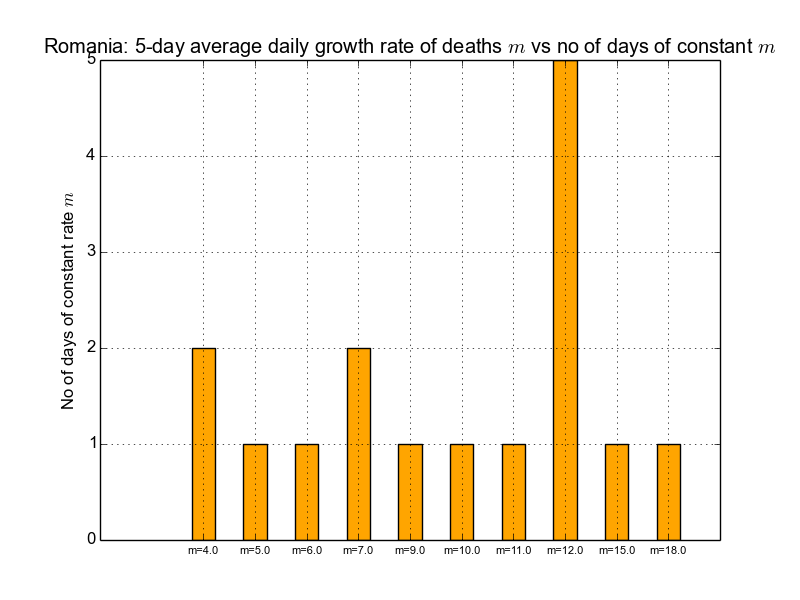 Romania: 5-day average daily growth rate of deaths m vs no of days of constant m
5
4
3
2
1
0
No of days of constant rate m
m=4.0 m=5.0 m=6.0 m=7.0 m=9.0 m=10.0 m=11.0 m=12.0 m=15.0 m=18.0